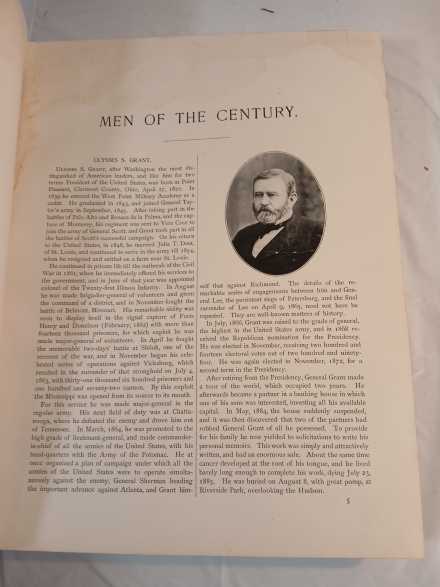 MEN OF THE CENTURY.
ULYSSES S. GRANT.
ULYSSES S. GRANT, after Washington the most dis-
tinguished of American leaders, and like him for two
terms President of the United States, was born at Point
Pleasant, Clermont County, Ohio, April 27, 1822. In
1839 he entered the West Point Military Academy as a
cadet. He graduated in 1843, and joined General Tay-
lor's army in September, 1845. After taking part in the
battles of Palo Alto and Resaca de la Palma, and the cap-
ture of Monterey, his regiment was sent to Vera Cruz to
join the army of General Scott, and Grant took part in all
the battles of Scott's successful campaign. On his return
to the United States, in 1848, he married Julia T. Dent,
of St. Louis, and continued to serve in the army till 1854,
when he resigned and settled on a farm near St. Louis.
He continued in private life till the outbreak of the Civil
War in 1861, when he immediately offered his services to
the government, and in June of that year was appointed
colonel of the Twenty-first Illinois Infantry. In August
he was made brigadier-general of volunteers and given
the command of a district, and in November fought the
battle of Belmont, Missouri. His remarkable ability was
seen to display itself in the signal capture of Forts
Henry and Donelson (February, 1862) with more than
fourteen thousand prisoners, for which capture he was
made major-general of volunteers. In April he fought
the memorable two-days' battle at Shiloh, one of the
severest of the war, and in November began his cele-
brated series of operations against Vicksburg, which
resulted in the surrender of that stronghold on July 4,
1863, with thirty-one thousand six hundred prisoners and
one hundred and seventy-two cannon. By this exploit
the Mississippi was opened from its source to its mouth.
For this service he was made major-general in the
regular army. His next field of duty was at Chatta-
nooga, where he defeated the enemy and drove him out
of Tennessee. In March, 1864, he was promoted to the
high grade of lieutenant-general, and made commander-
in-chief of all the armies of the United States, with his
head-quarters with the Army of the Potomac. He at
once organized a plan of campaign under which all the
armies of the United States were to operate simulta-
neously against the enemy, General Sherman heading
the important advance against Atlanta, and Grant him-
self that against Richmond. The details of the re-
markable series of engagements between him and Gen-
eral Lee, the persistent siege of Petersburg, and the final
surrender of Lee on April 9, 1865, need not here be
repeated. They are well-known matters of history.
In July, 1866, Grant was raised to the grade of general,
the highest in the United States army, and in 1868 re-
ceived the Republican nomination for the Presidency.
He was elected in November, receiving two hundred and
fourteen electoral votes out of two hundred and ninety-
four. He was again elected in November, 1872, for a
second term in the Presidency.
After retiring from the Presidency, General Grant made
a tour of the world, which occupied two years. He
afterwards became a partner in a banking house in which
one of his sons was interested, investing all his available
capital. In May, 1884, the house suddenly suspended,
and it was then discovered that two of the partners had
robbed General Grant of all he possessed. To provide
for his family he now yielded to solicitations to write his
personal memoirs. This work was simply and attractively
written, and had an enormous sale. About the same time
cancer developed at the root of his tongue, and he lived
barely long enough to complete his work, dying July 23,
1885. He was buried on August 8, with great pomp, at
Riverside Park, overlooking the Hudson.
5